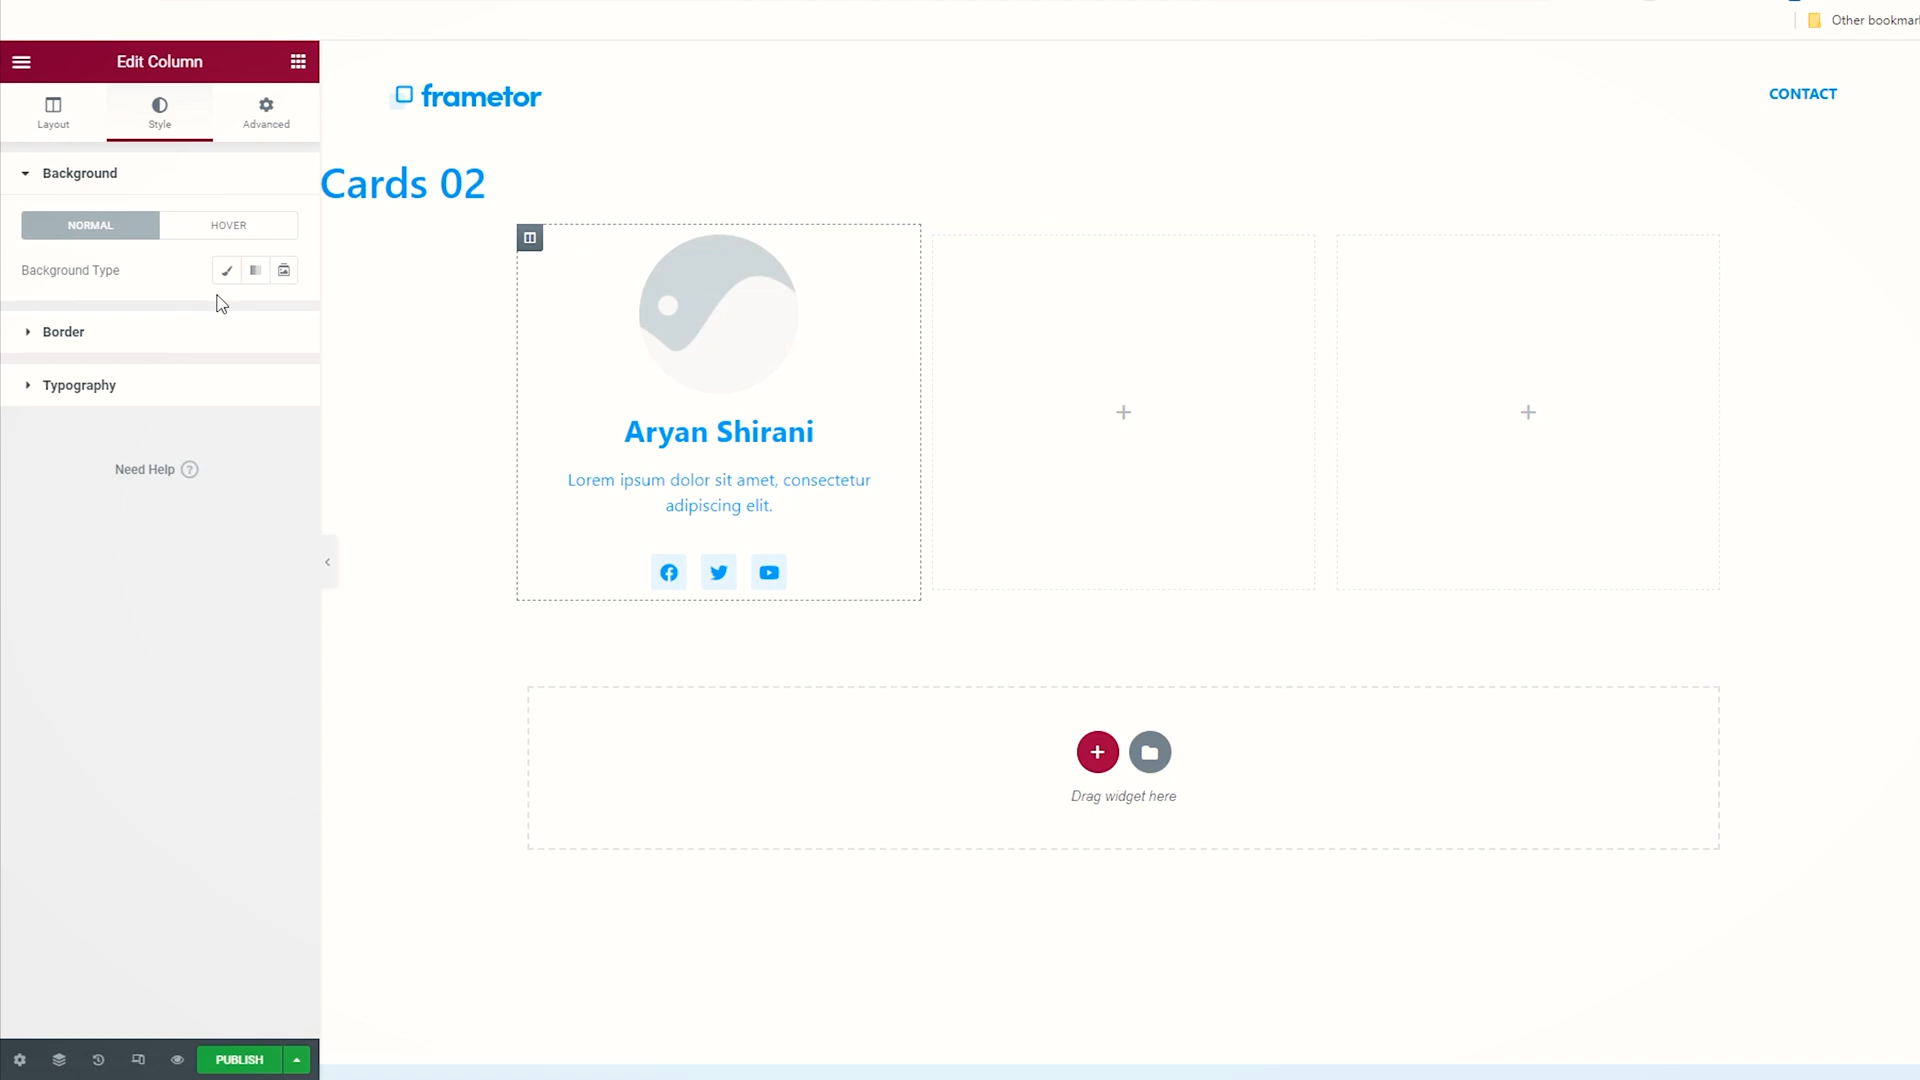 Other bookmar
Edit Column
Layout
Style
Advanced
Background
NORMAL
HOVER
Background Type
Border
Typography
Need Help ?
frametor
CONTACT
Cards 02
Aryan Shirani
Lorem ipsum dolor sit amet, consectetur
adipiscing elit.
Drag widget here
PUBLISH